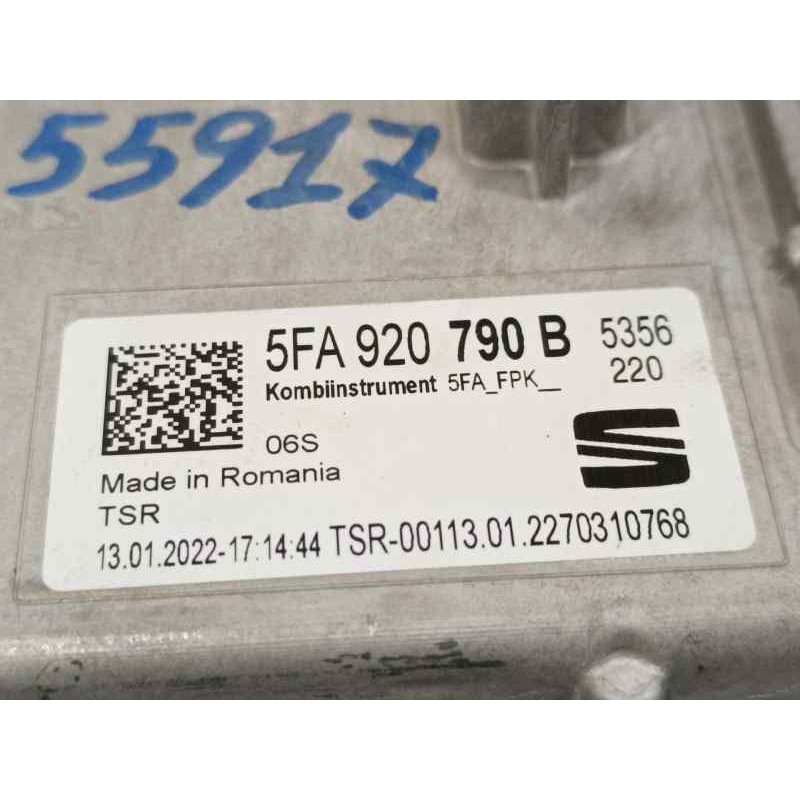 55917
5FA 920 790 B 5356
Kombiinstrument 5FA_FPK__ 220
06S
Made in Romania
TSR
13.01.2022-17:14:44 TSR-00113.01.2270310768